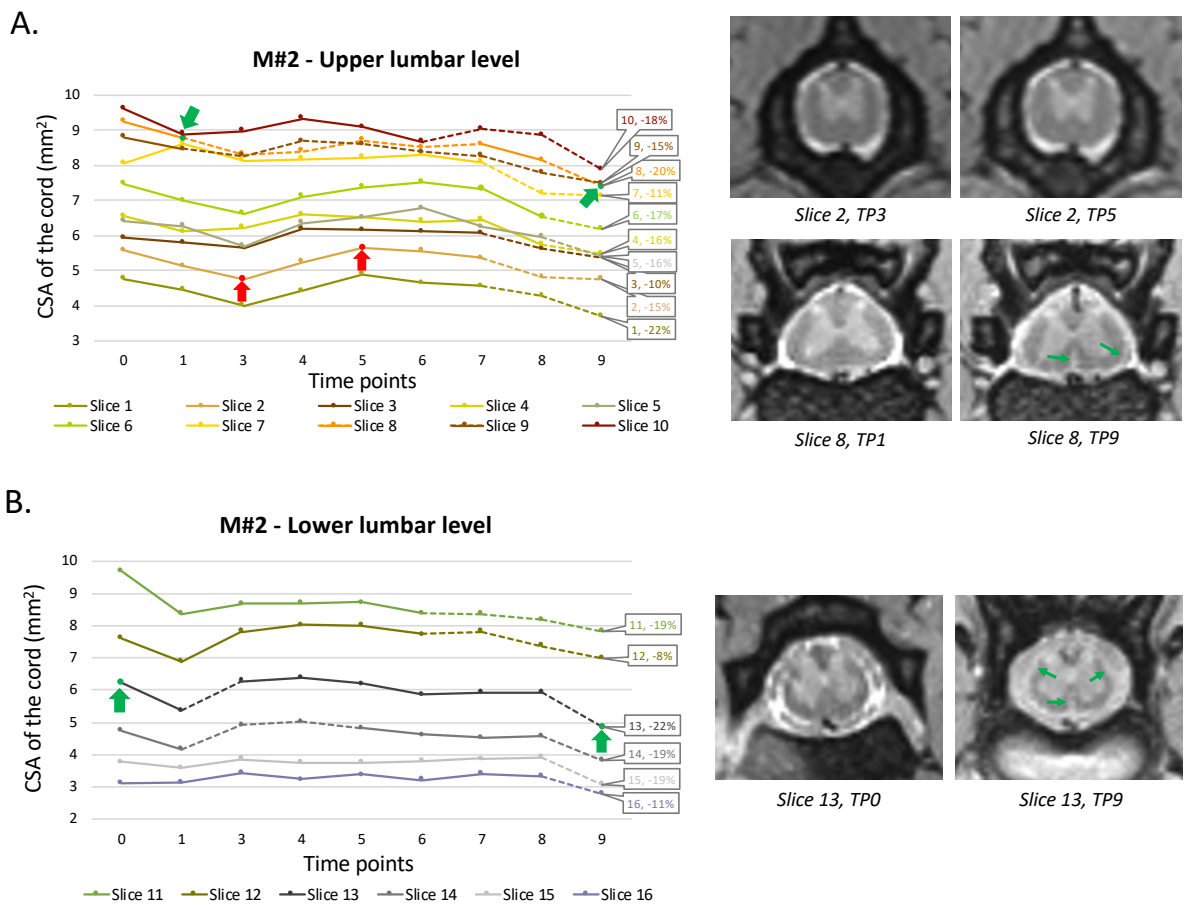 A.
M#2 - Upper lumbar level
CSA of the cord (mm²)
10
9
8
7
6
5
4
3
0 1 3 4 5 6 7 8 9
Time points
10, -18%
9, -15%
8, -20%
7, -11%
6, -17%
4, -16%
5, -16%
3, -10%
2, -15%
1, -22%
Slice 1 Slice 2 Slice 3 Slice 4 Slice 5
Slice 6 Slice 7 Slice 8 Slice 9 Slice 10
Slice 2, TP3 Slice 2, TP5
Slice 8, TP1 Slice 8, TP9
B.
M#2 - Lower lumbar level
CSA of the cord (mm²)
10
9
8
7
6
5
4
3
2
0 1 3 4 5 6 7 8 9
Time points
11, -19%
12, -8%
13, -22%
14, -19%
15, -19%
16, -11%
Slice 11 Slice 12 Slice 13 Slice 14 Slice 15 Slice 16
Slice 13, TP0 Slice 13, TP9